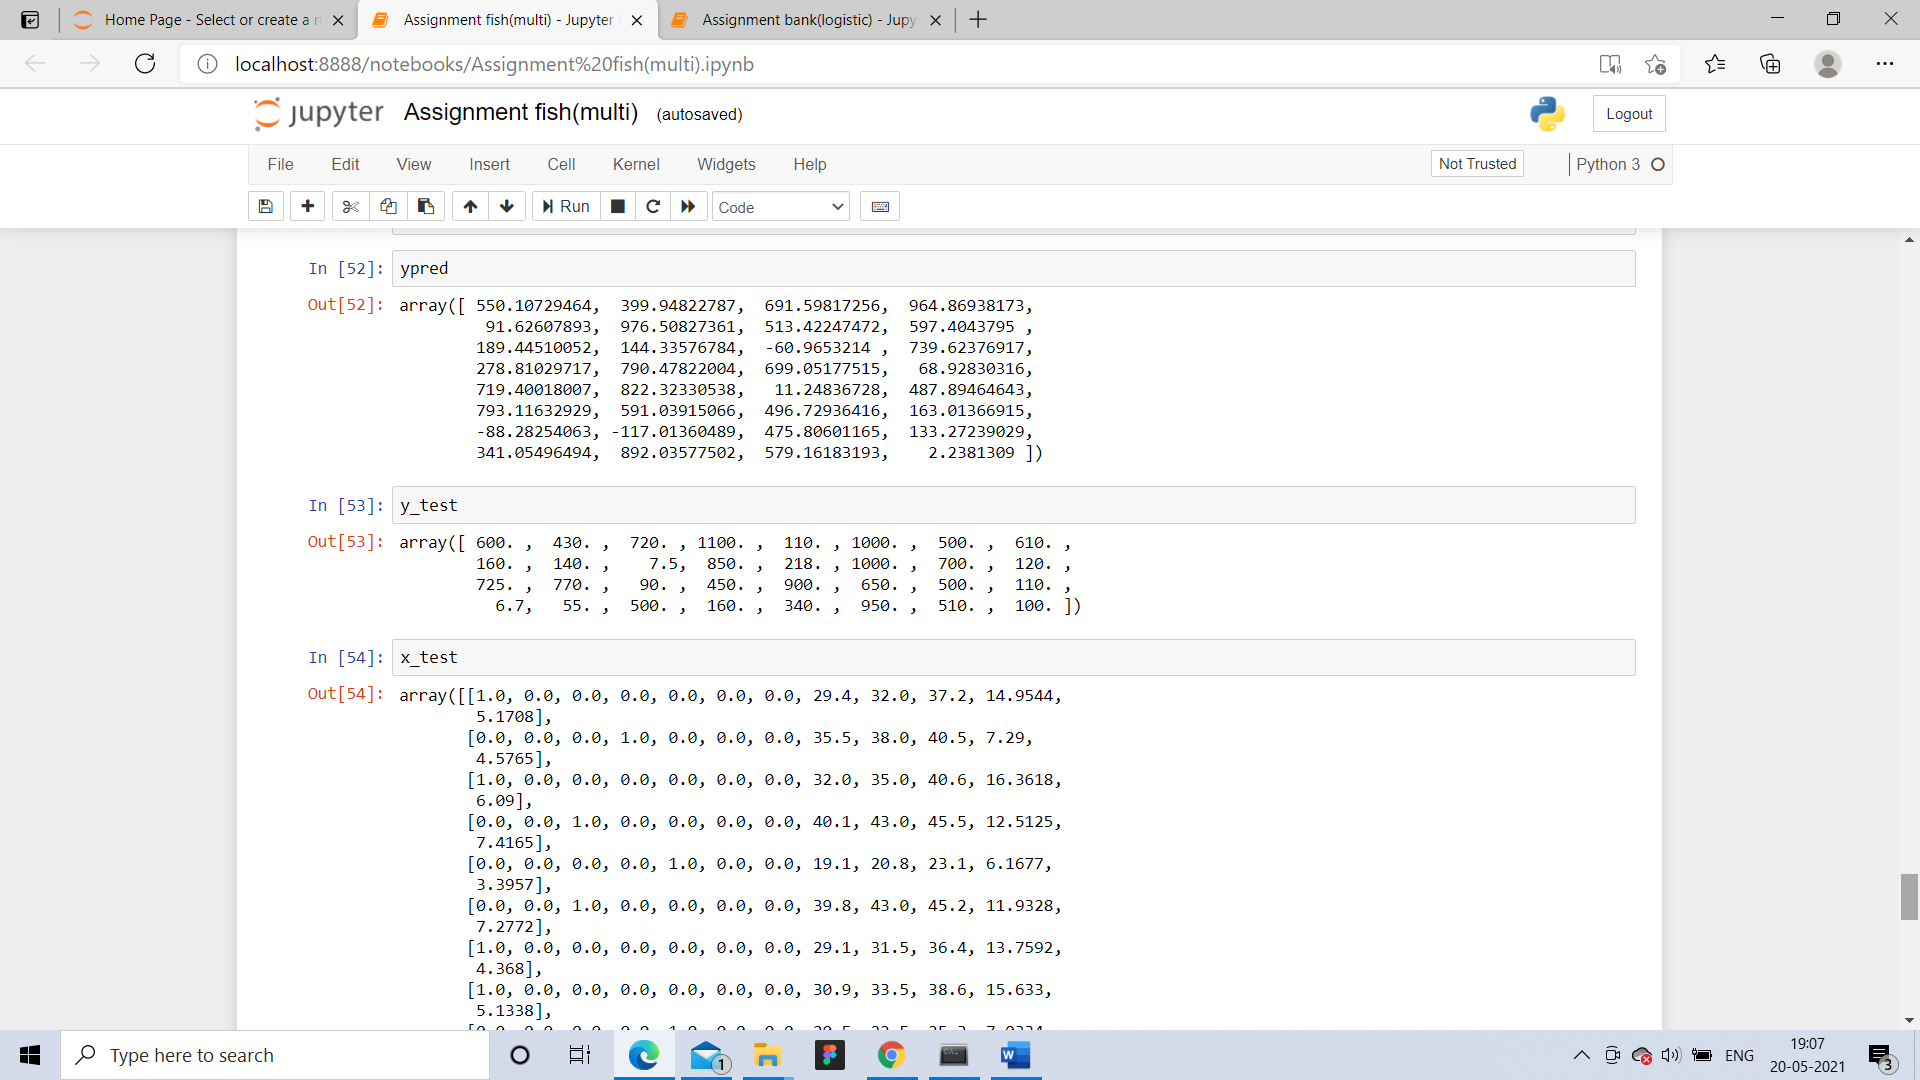 Home Page - Select or create a n
Assignment fish(multi) - Jupyter
Assignment bank(logistic) - Jupy
localhost:8888/notebooks/Assignment%20fish(multi).ipynb
jupyter Assignment fish(multi) (autosaved)
Logout
File Edit View Insert Cell Kernel Widgets Help
Not Trusted
Python 3
Run
Code
In [52]: ypred
Out[52]: array([ 550.10729464, 399.94822787, 691.59817256, 964.86938173,
91.62607893, 976.50827361, 513.42247472, 597.4043795 ,
189.44510052, 144.33576784, -60.9653214 , 739.62376917,
278.81029717, 790.47822004, 699.05177515, 68.92830316,
719.40018007, 822.32330538, 11.24836728, 487.89464643,
793.11632929, 591.03915066, 496.72936416, 163.01366915,
-88.28254063, -117.01360489, 475.80601165, 133.27239029,
341.05496494, 892.03577502, 579.16183193, 2.2381309 ])
In [53]: y_test
Out[53]: array([ 600. , 430. , 720. , 1100. , 110. , 1000. , 500. , 610. ,
160. , 140. , 7.5, 850. , 218. , 1000. , 700. , 120. ,
725. , 770. , 90. , 450. , 900. , 650. , 500. , 110. ,
6.7, 55. , 500. , 160. , 340. , 950. , 510. , 100. ])
In [54]: x_test
Out[54]: array([[1.0, 0.0, 0.0, 0.0, 0.0, 0.0, 0.0, 29.4, 32.0, 37.2, 14.9544,
5.1708],
[0.0, 0.0, 0.0, 1.0, 0.0, 0.0, 0.0, 35.5, 38.0, 40.5, 7.29,
4.5765],
[1.0, 0.0, 0.0, 0.0, 0.0, 0.0, 0.0, 32.0, 35.0, 40.6, 16.3618,
6.09],
[0.0, 0.0, 1.0, 0.0, 0.0, 0.0, 0.0, 40.1, 43.0, 45.5, 12.5125,
7.4165],
[0.0, 0.0, 0.0, 0.0, 1.0, 0.0, 0.0, 19.1, 20.8, 23.1, 6.1677,
3.3957],
[0.0, 0.0, 1.0, 0.0, 0.0, 0.0, 0.0, 39.8, 43.0, 45.2, 11.9328,
7.2772],
[1.0, 0.0, 0.0, 0.0, 0.0, 0.0, 0.0, 29.1, 31.5, 36.4, 13.7592,
4.368],
[1.0, 0.0, 0.0, 0.0, 0.0, 0.0, 0.0, 30.9, 33.5, 38.6, 15.633,
5.1338],
Type here to search
1
ENG
19:07
20-05-2021
3